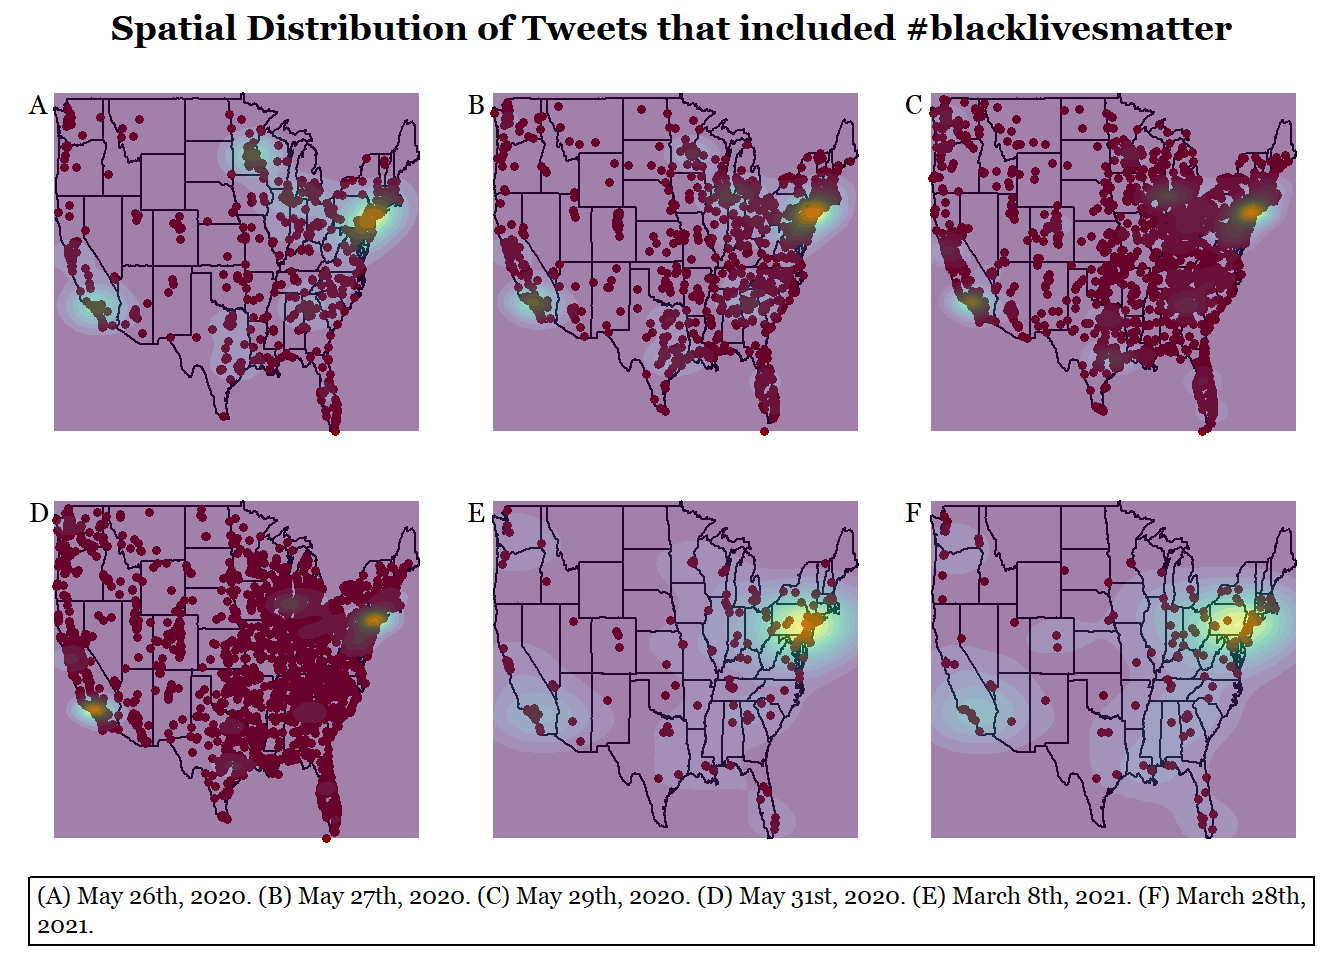 Spatial Distribution of Tweets that included #blacklivesmatter
A
B
C
D
E
F
(A) May 26th, 2020. (B) May 27th, 2020. (C) May 29th, 2020. (D) May 31st, 2020. (E) March 8th, 2021. (F) March 28th,
2021.